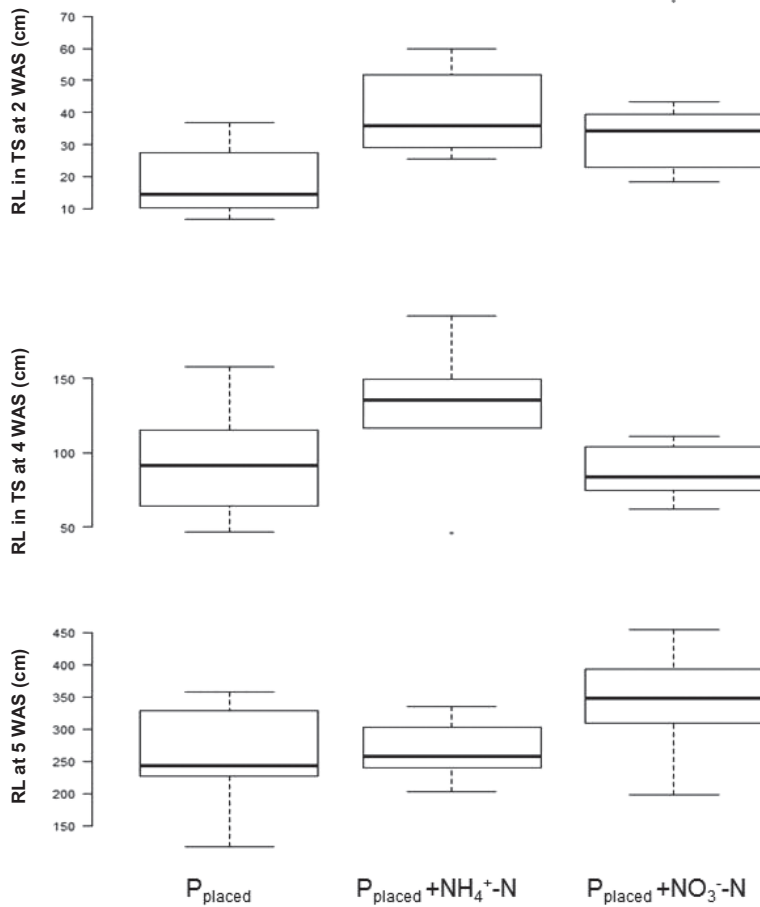 RL in TS at 2 WAS (cm)
70
60
50
40
30
20
10
RL in TS at 4 WAS (cm)
150
100
50
RL at 5 WAS (cm)
450
400
350
300
250
200
150
Pplaced
Pplaced+NH4+-N
Pplaced+NO3--N